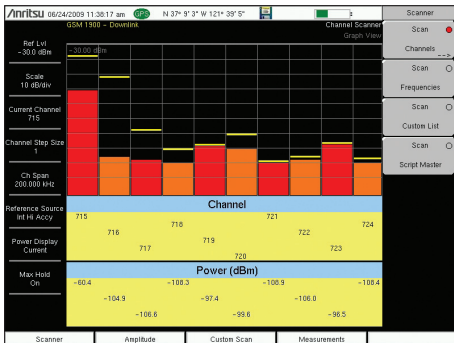 Anritsu 06/24/2009 11:38:17 am GPS N 37° 9' 3" W 121° 39' 5"
Scanner
GSM 1900 - Downlink
Channel Scanner
Graph View
Ref Lvl
-30.0 dBm
-30.00 dBm
Scale
10 dB/div
Current Channel
715
Channel Step Size
1
Ch Span
200.000 kHz
Reference Source
Int Hi Accy
Power Display
Current
Max Hold
On
Channel
715
716
717
718
719
720
721
722
723
724
Power (dBm)
-60.4
-104.9
-106.6
-108.3
-97.4
-99.6
-108.9
-106.0
-96.5
-108.4
Scan
Channels
-->
Scan
Frequencies
Scan
Custom List
Scan
Script Master
Scanner
Amplitude
Custom Scan
Measurements